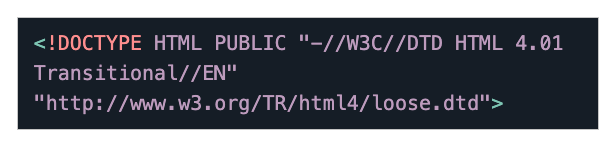 <!DOCTYPE HTML PUBLIC "-//W3C//DTD HTML 4.01
Transitional//EN"
"http://www.w3.org/TR/html4/loose.dtd">